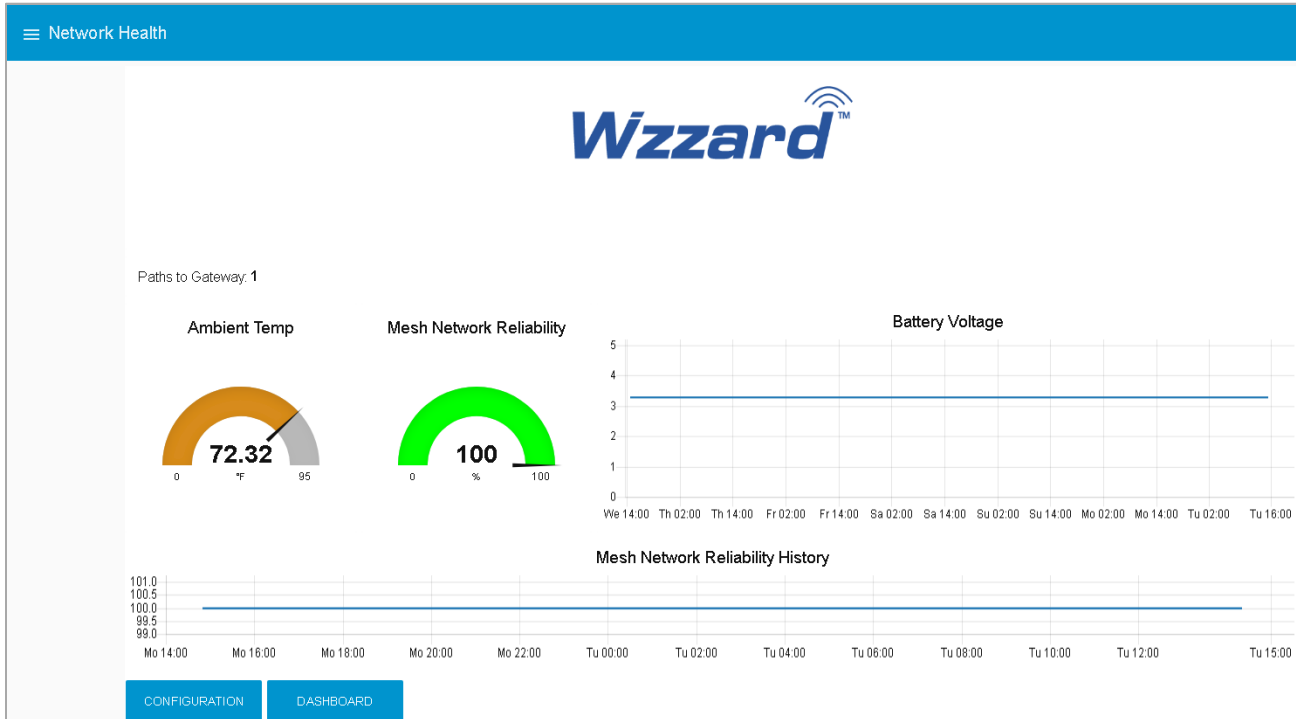 Network Health
Wzzard™
Paths to Gateway: 1
Ambient Temp
72.32
0 °F 95
Mesh Network Reliability
100
0 % 100
Battery Voltage
5
4
3
2
1
0
We 14:00 Th 02:00 Th 14:00 Fr 02:00 Fr 14:00 Sa 02:00 Sa 14:00 Su 02:00 Su 14:00 Mo 02:00 Mo 14:00 Tu 02:00 Tu 16:00
Mesh Network Reliability History
101.0
100.5
100.0
99.5
99.0
Mo 14:00 Mo 16:00 Mo 18:00 Mo 20:00 Mo 22:00 Tu 00:00 Tu 02:00 Tu 04:00 Tu 06:00 Tu 08:00 Tu 10:00 Tu 12:00 Tu 15:00
CONFIGURATION DASHBOARD